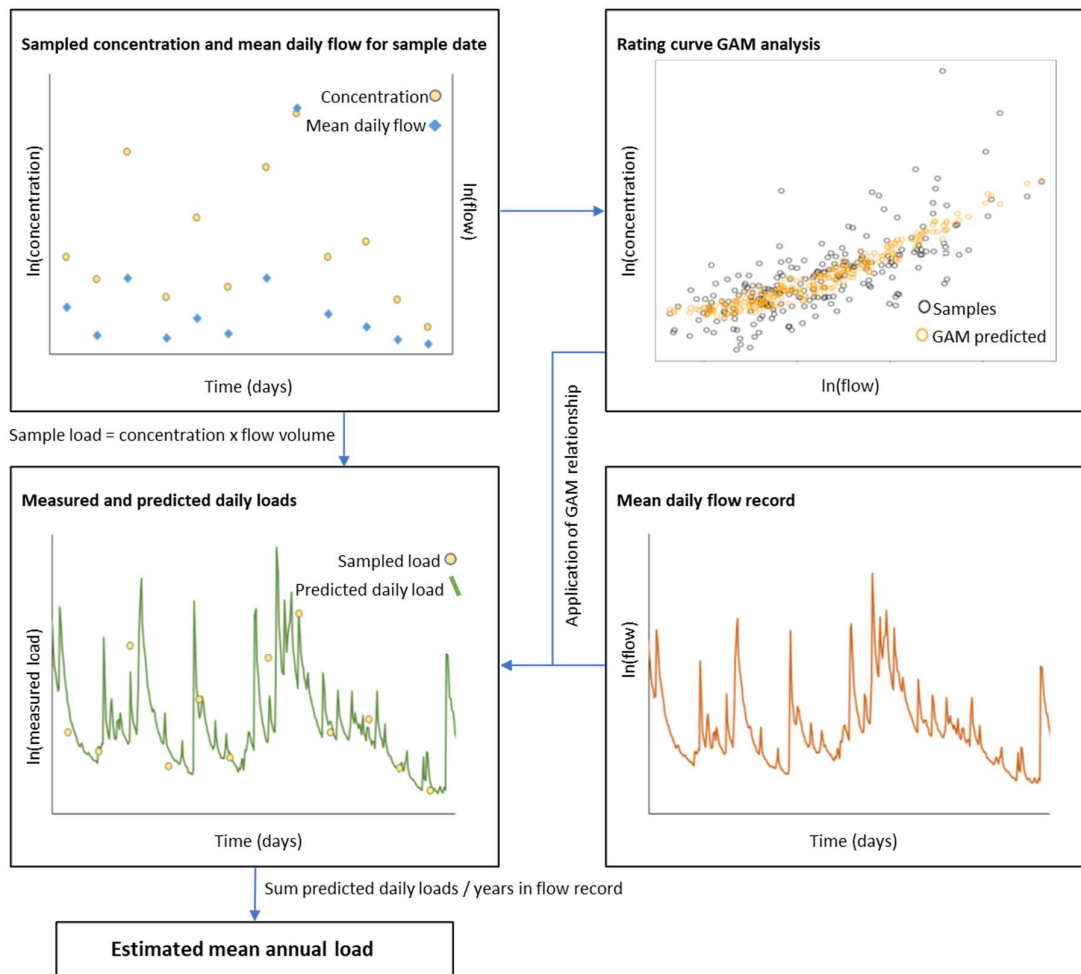 Sampled concentration and mean daily flow for sample date
Concentration
Mean daily flow
ln(concentration)
ln(flow)
Time (days)
Rating curve GAM analysis
ln(concentration)
Samples
GAM predicted
ln(flow)
Sample load = concentration x flow volume
Application of GAM relationship
Measured and predicted daily loads
Sampled load
Predicted daily load
ln(measured load)
Time (days)
Mean daily flow record
ln(flow)
Time (days)
Sum predicted daily loads / years in flow record
Estimated mean annual load